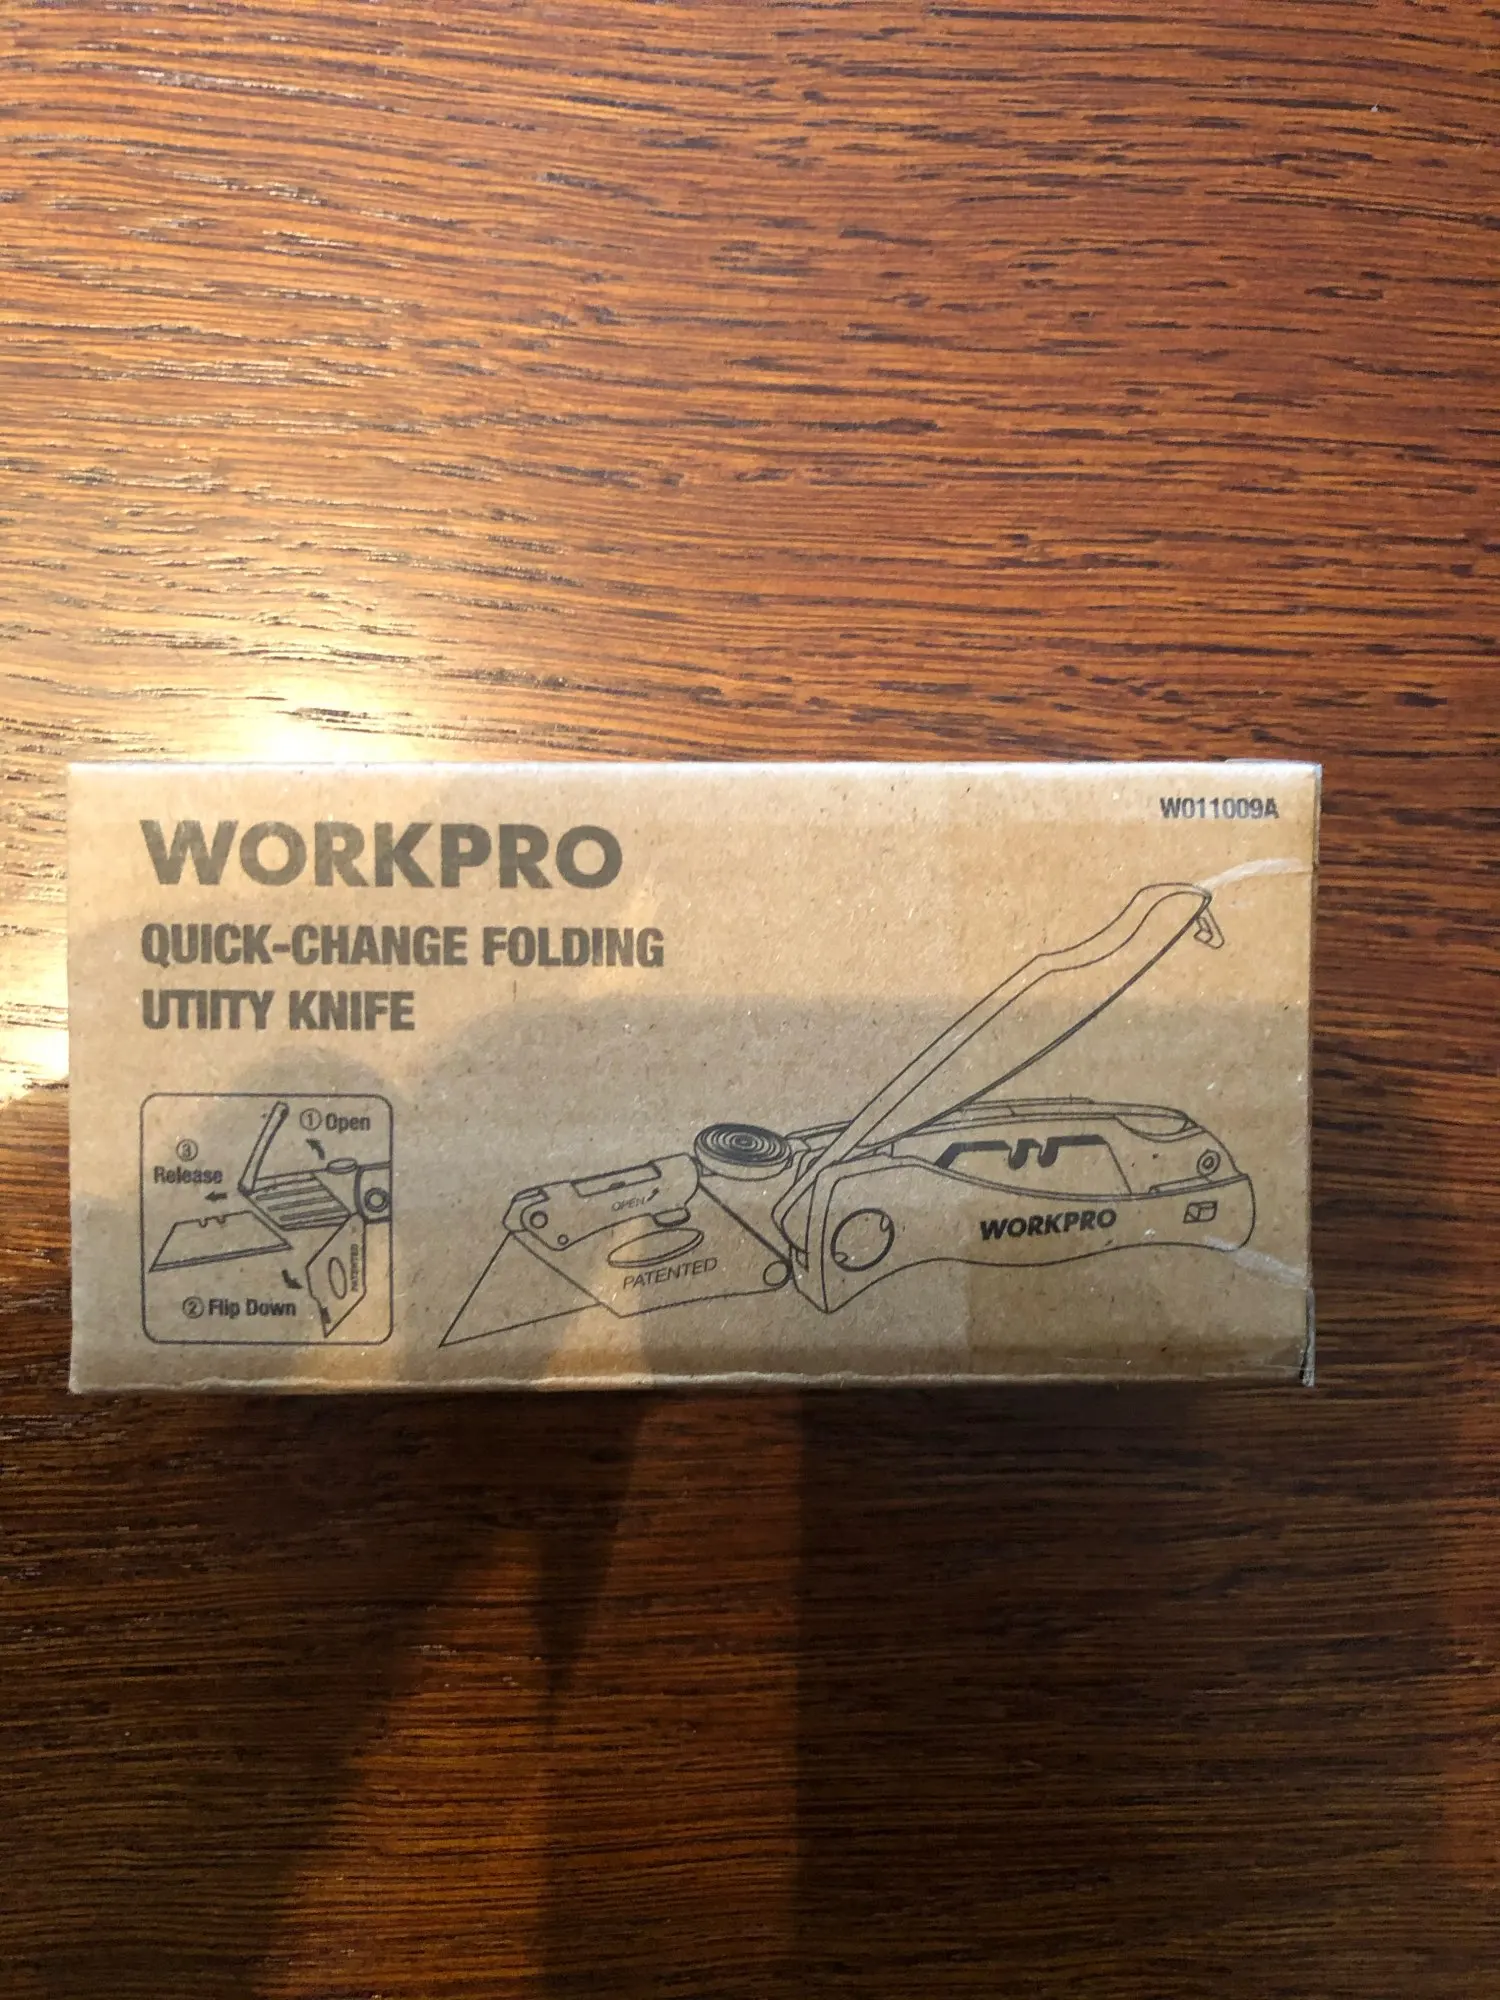 W011009A
WORKPRO
QUICK-CHANGE FOLDING
UTIITY KNIFE
① Open
③
Release
② Flip Down
PATENTED
OPEN
PATENTED
WORKPRO